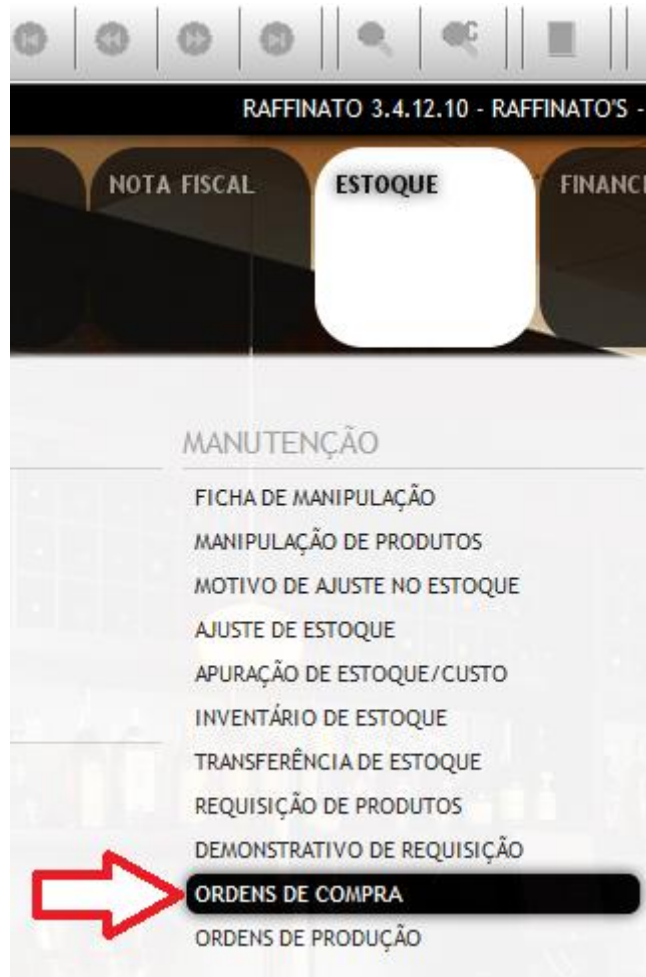 C
RAFFINATO 3.4.12.10 - RAFFINATO'S -
NOTA FISCAL
ESTOQUE
FINANCI
MANUTENÇÃO
FICHA DE MANIPULAÇÃO
MANIPULAÇÃO DE PRODUTOS
MOTIVO DE AJUSTE NO ESTOQUE
AJUSTE DE ESTOQUE
APURAÇÃO DE ESTOQUE/CUSTO
INVENTÁRIO DE ESTOQUE
TRANSFERÊNCIA DE ESTOQUE
REQUISIÇÃO DE PRODUTOS
DEMONSTRATIVO DE REQUISIÇÃO
ORDENS DE COMPRA
ORDENS DE PRODUÇÃO